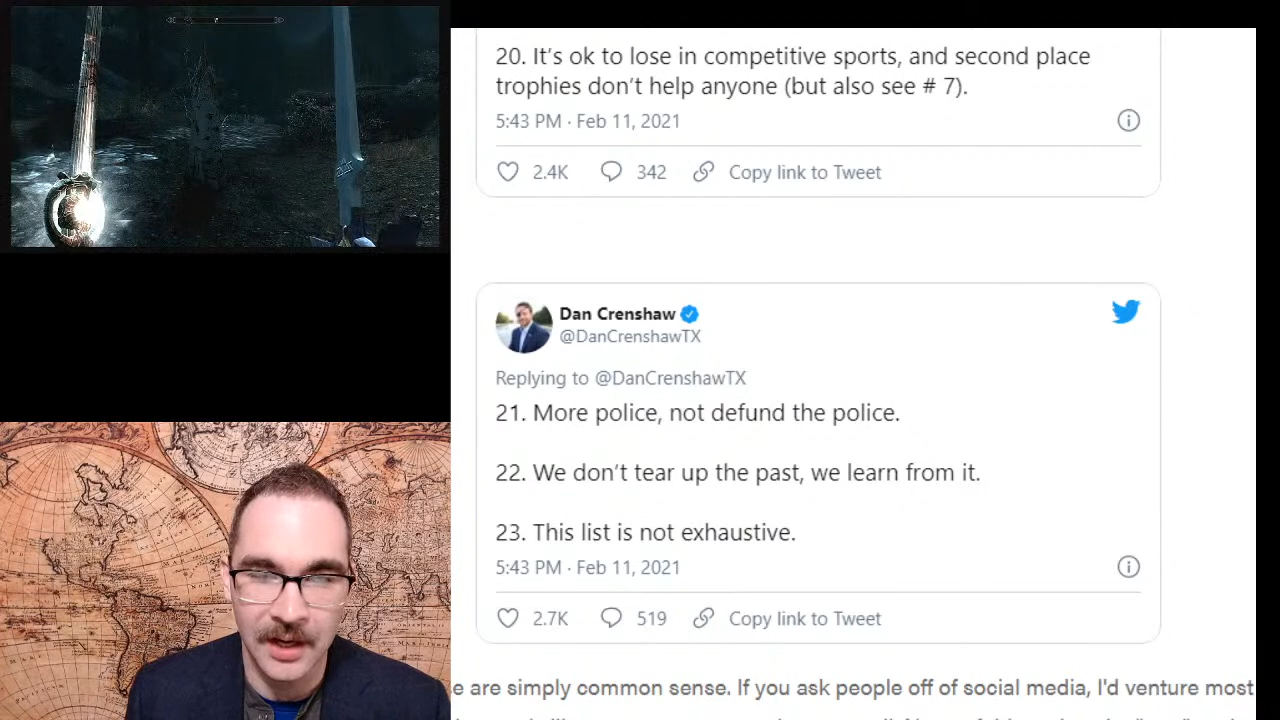 20. It’s ok to lose in competitive sports, and second place
trophies don’t help anyone (but also see # 7).
5:43 PM · Feb 11, 2021
2.4K 342 Copy link to Tweet
Dan Crenshaw
@DanCrenshawTX
Replying to @DanCrenshawTX
21. More police, not defund the police.
22. We don’t tear up the past, we learn from it.
23. This list is not exhaustive.
5:43 PM · Feb 11, 2021
2.7K 519 Copy link to Tweet
e are simply common sense. If you ask people off of social media, I'd venture most